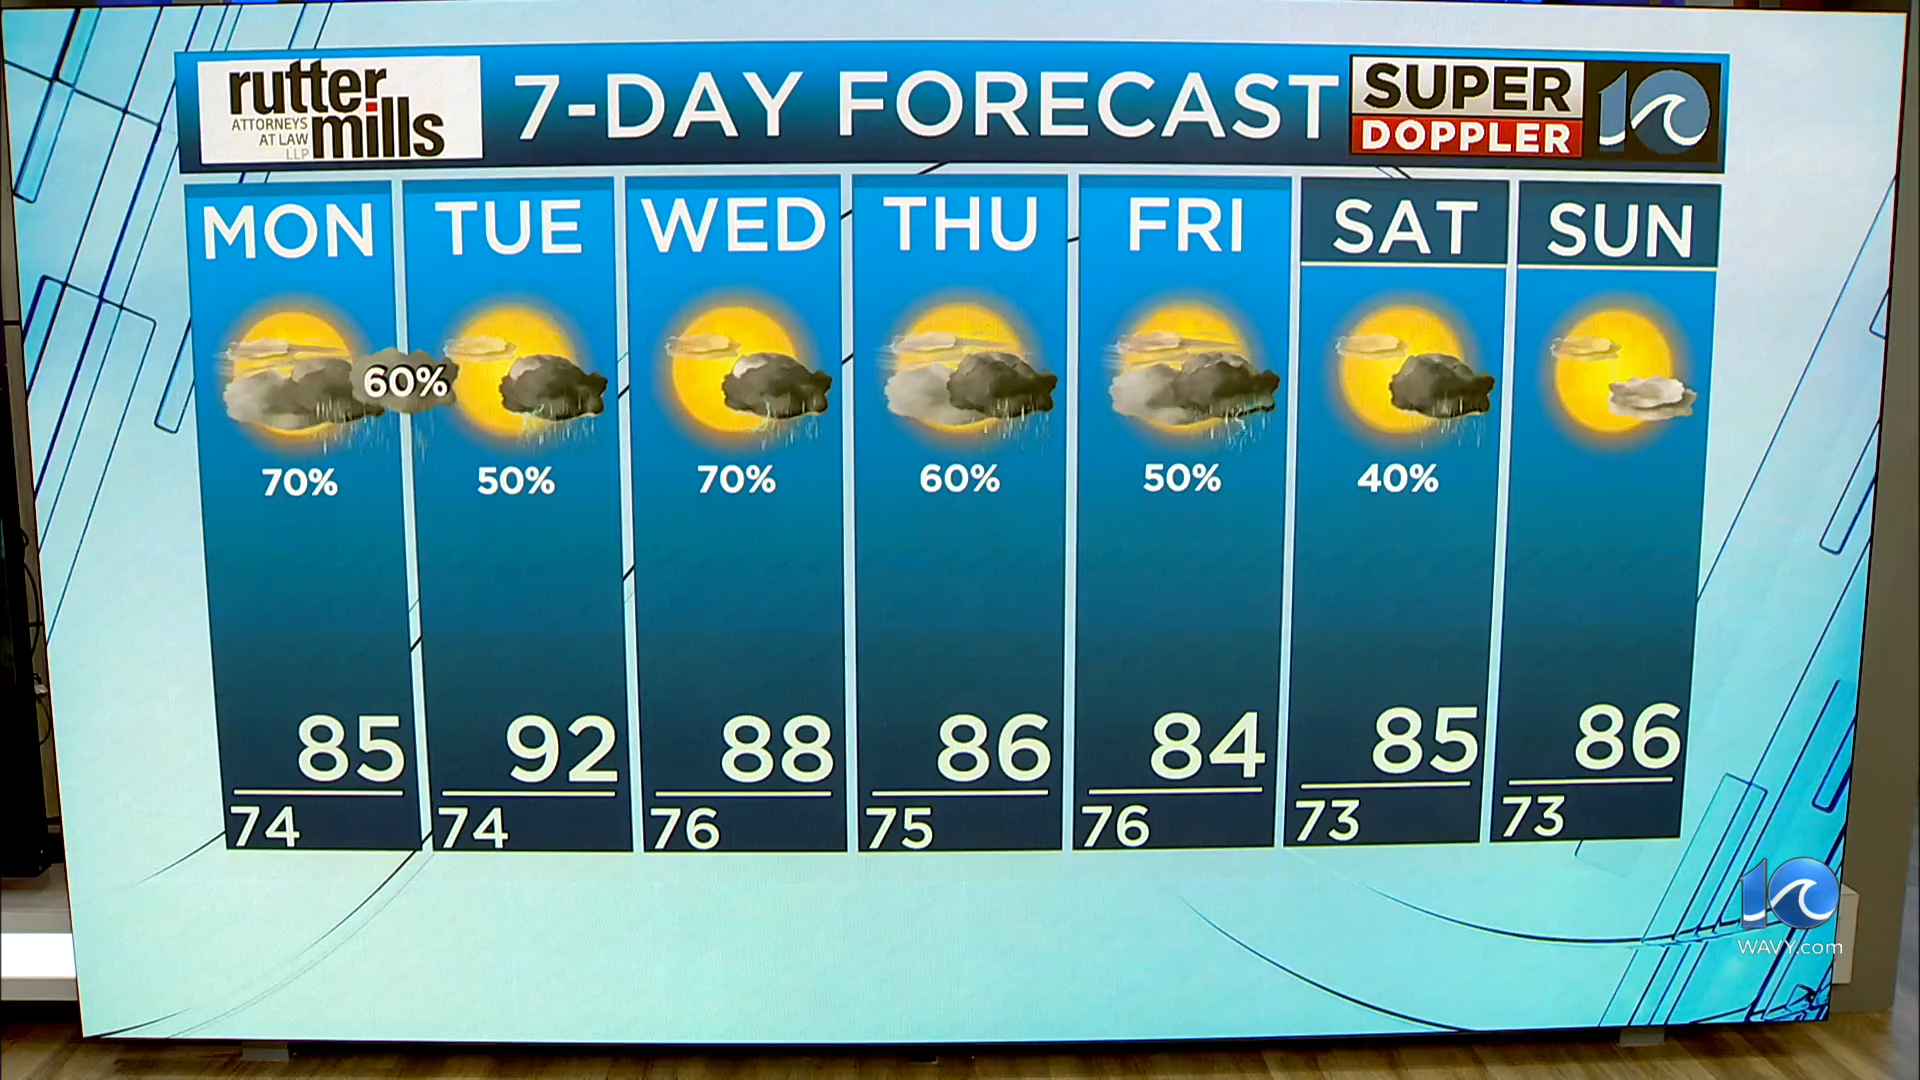 rutter
mills
ATTORNEYS
AT LAW
LLP
7-DAY FORECAST
SUPER
DOPPLER
10
MON TUE WED THU FRI SAT SUN
60%
70% 50% 70% 60% 50% 40%
85 92 88 86 84 85 86
74 74 76 75 76 73 73
10
WAVY.com